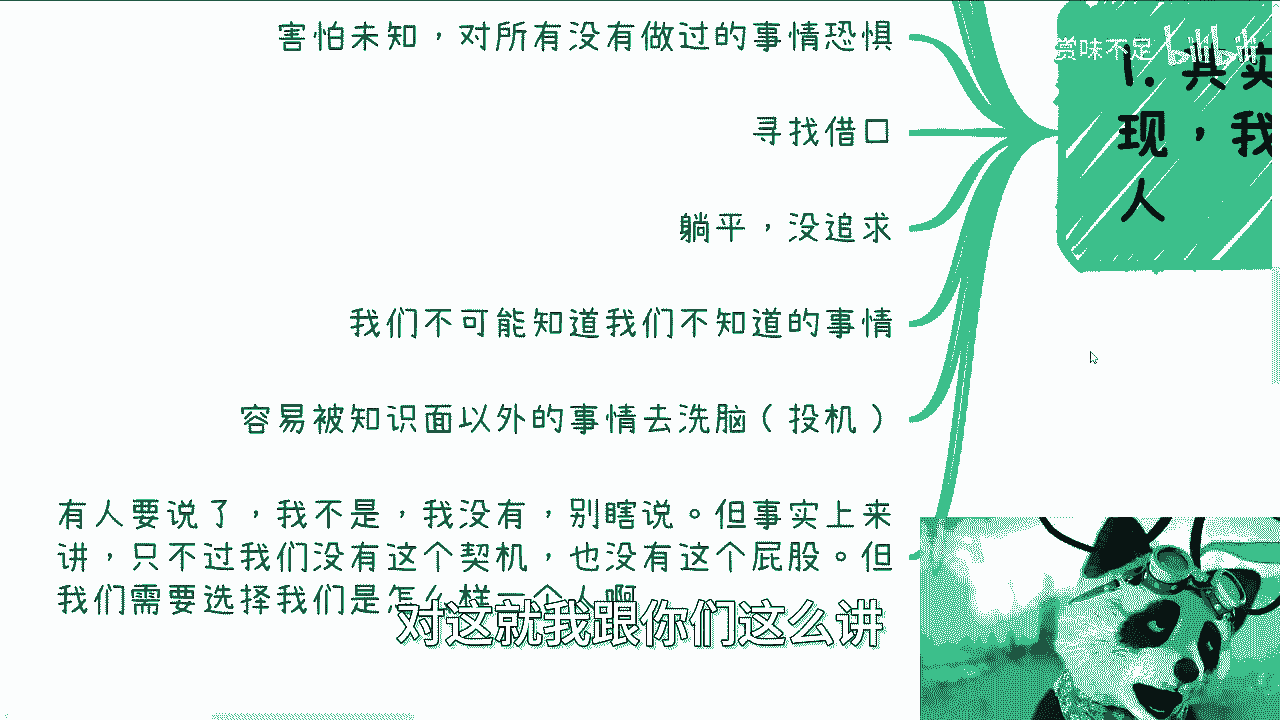 害怕未知，对所有没有做过的事情恐惧
寻找借口
躺平，没追求
我们不可能知道我们不知道的事情
容易被知识面以外的事情去洗脑（投机）
有人要说了，我不是，我没有，别瞎说。但事实上来
讲，只不过我们没有这个契机，也没有这个屁股。但
我们需要选择我们是怎么样一个人啊
赏味不足 bilibili
1. 其实
现，我
人
对这就我跟你们这么讲